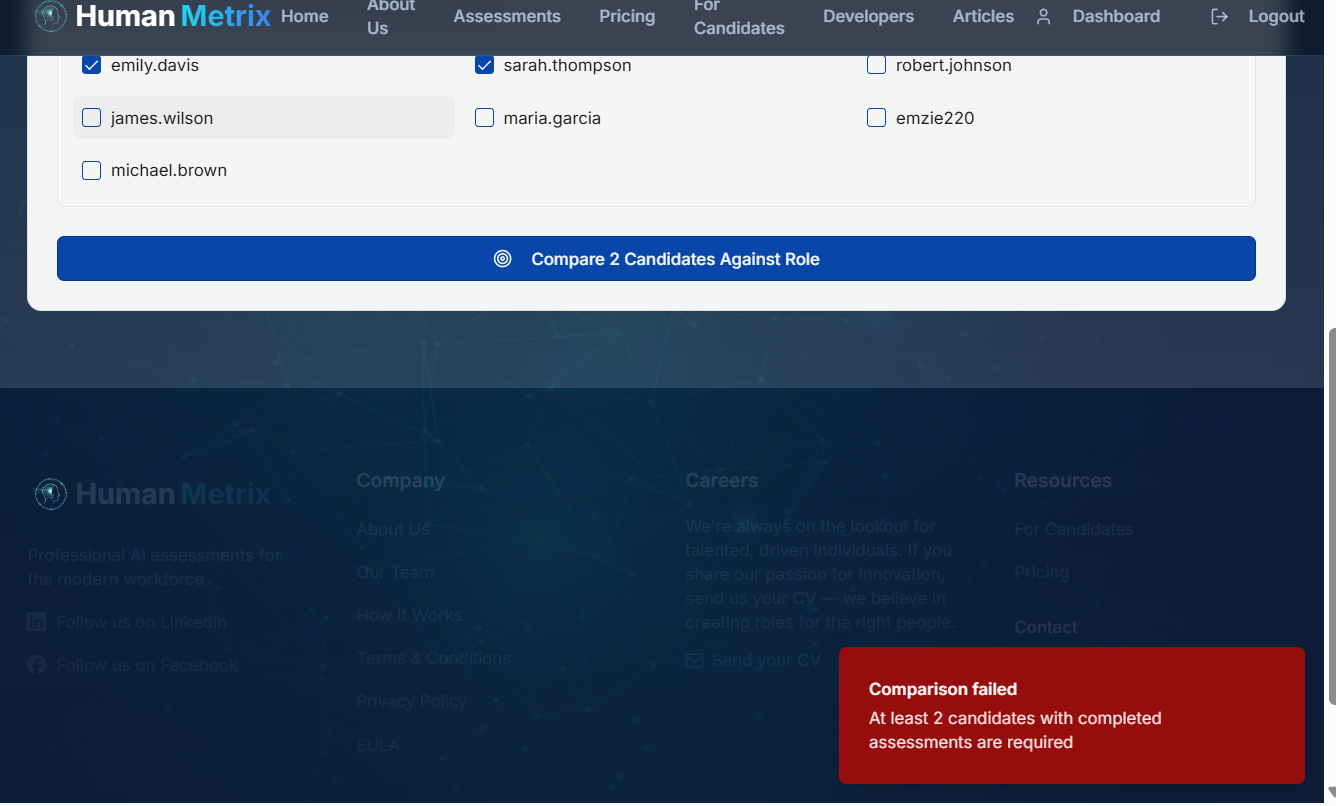 Human Metrix
Home
About
Us
Assessments
Pricing
For
Candidates
Developers
Articles
Dashboard
Logout
emily.davis
sarah.thompson
robert.johnson
james.wilson
maria.garcia
emzie220
michael.brown
Compare 2 Candidates Against Role
Human Metrix
Professional AI assessments for
the modern workforce
Follow us on LinkedIn
Follow us on Facebook
Company
About Us
Our Team
How It Works
Terms & Conditions
Privacy Policy
EULA
Careers
We're always on the lookout for
talented, driven individuals. If you
share our passion for innovation,
send us your CV — we believe in
creating roles for the right people.
Send your CV
Resources
For Candidates
Pricing
Contact
Comparison failed
At least 2 candidates with completed
assessments are required